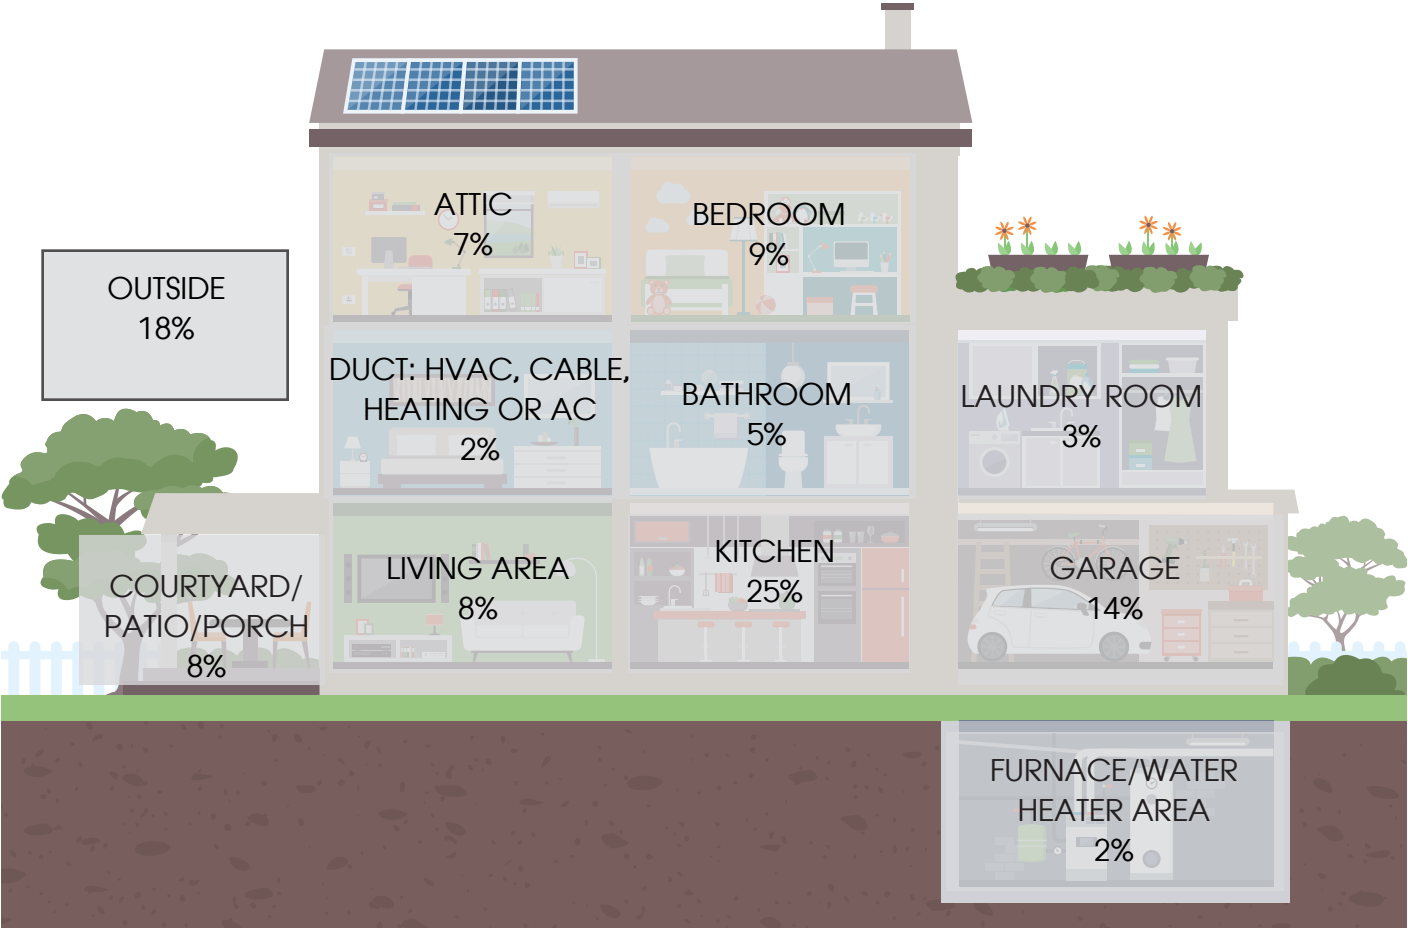 ATTIC
7%
BEDROOM
9%
OUTSIDE
18%
DUCT: HVAC, CABLE,
HEATING OR AC
2%
BATHROOM
5%
LAUNDRY ROOM
3%
COURTYARD/
PATIO/PORCH
8%
LIVING AREA
8%
KITCHEN
25%
GARAGE
14%
FURNACE/WATER
HEATER AREA
2%